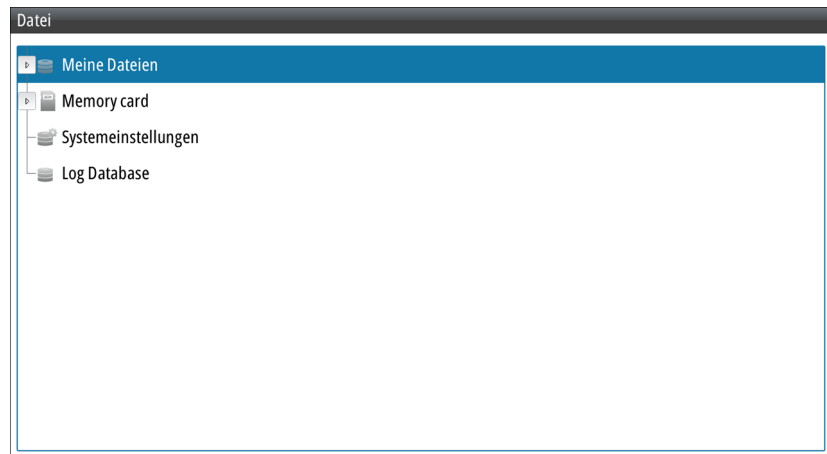 Datei
Meine Dateien
Memory card
Systemeinstellungen
Log Database